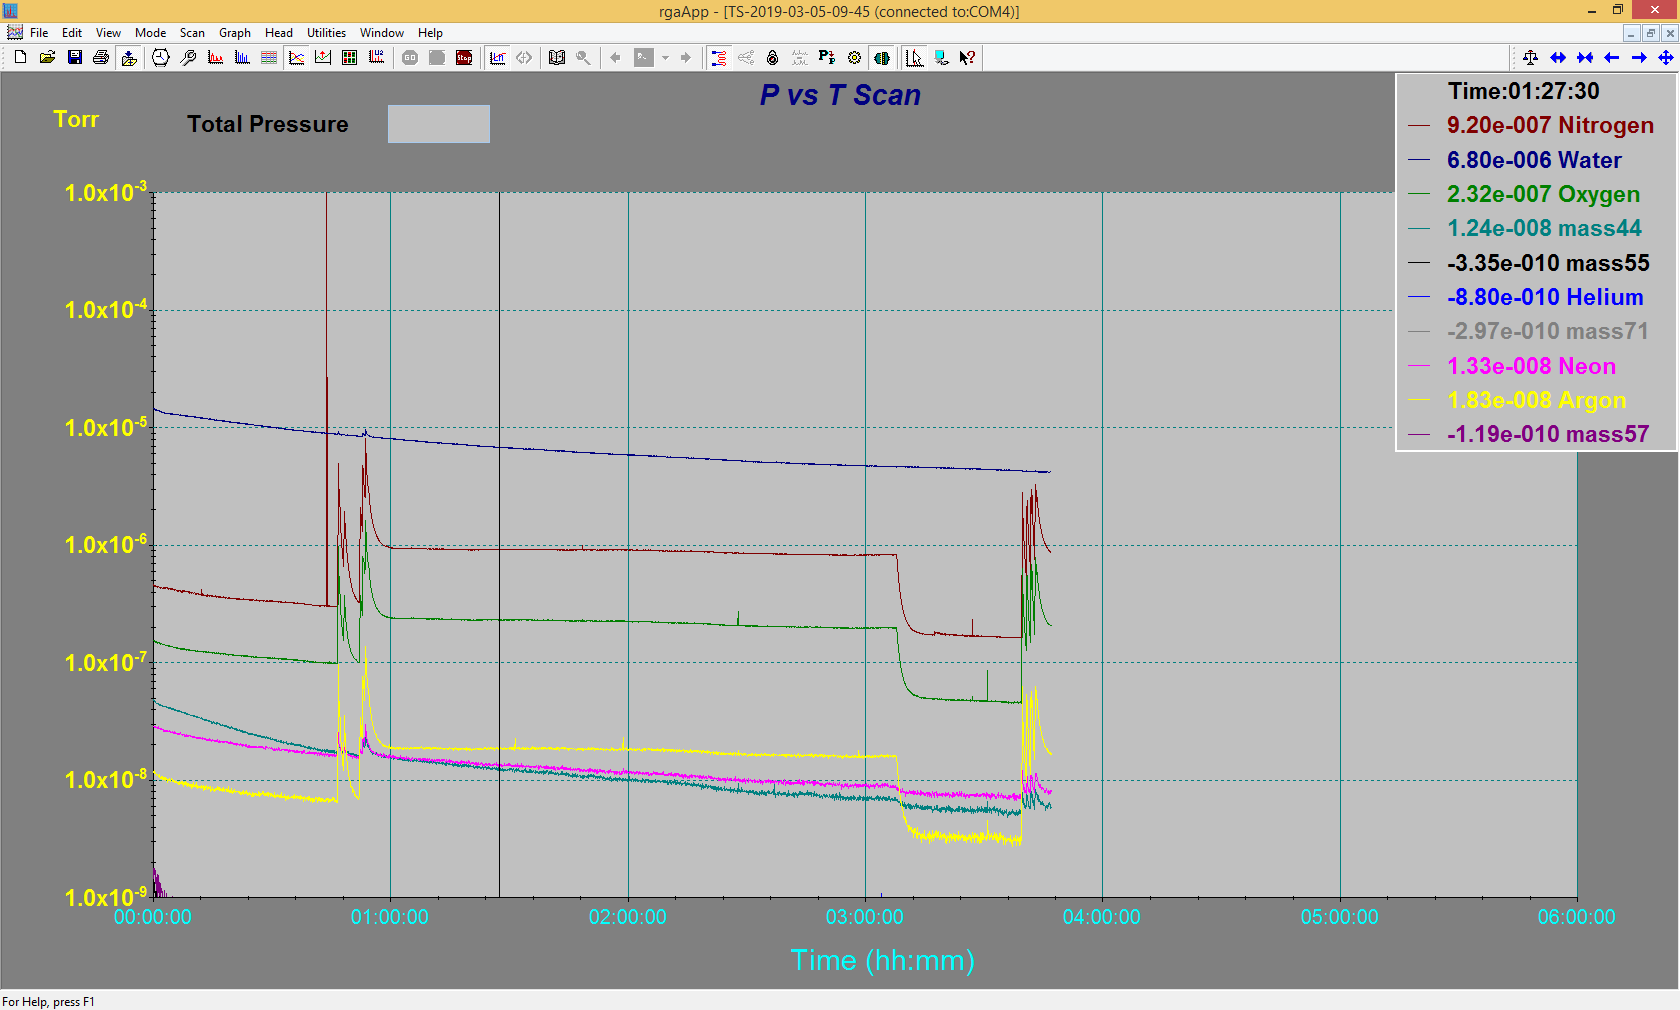 rgaApp - [TS-2019-03-05-09-45 (connected to:COM4)]
File Edit View Mode Scan Graph Head Utilities Window Help
GO Stop
P vs T Scan
Torr
Total Pressure
Time:01:27:30
9.20e-007 Nitrogen
6.80e-006 Water
2.32e-007 Oxygen
1.24e-008 mass44
-3.35e-010 mass55
-8.80e-010 Helium
-2.97e-010 mass71
1.33e-008 Neon
1.83e-008 Argon
-1.19e-010 mass57
1.0x10-3
1.0x10-4
1.0x10-5
1.0x10-6
1.0x10-7
1.0x10-8
1.0x10-9
00:00:00 01:00:00 02:00:00 03:00:00 04:00:00 05:00:00 06:00:00
Time (hh:mm)
For Help, press F1